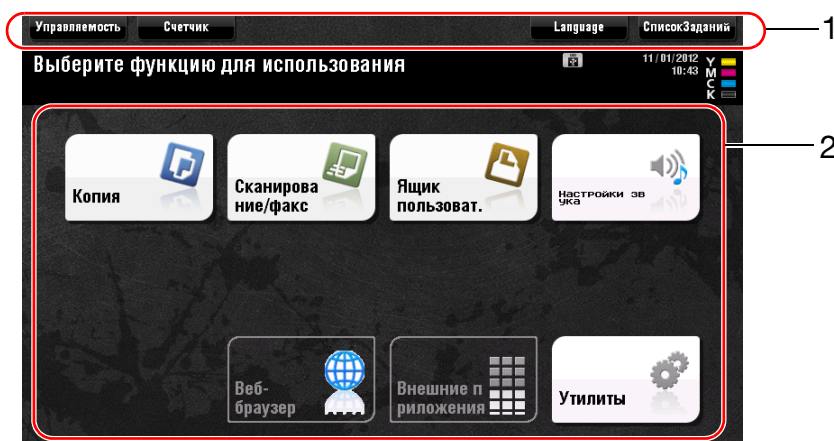 Управляемость Счетчик Language СписокЗаданий
1
Выберите функцию для использования
11/01/2012
10:43
Y
M
C
K
2
Копия
Сканирова
ние/факс
Ящик
пользоват.
Настройки зв
ука
Веб-
браузер
Внешние п
риложения
Утилиты